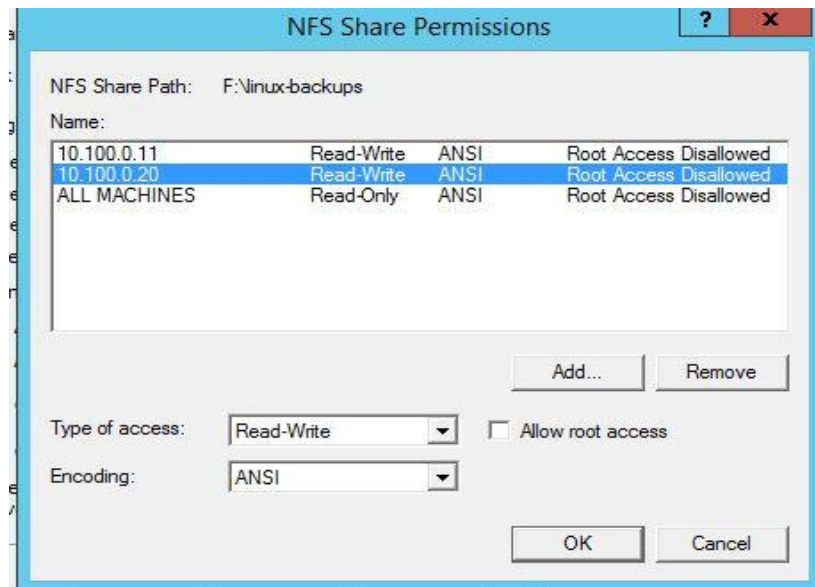 NFS Share Permissions
? x
NFS Share Path: F:\linux-backups
Name:
10.100.0.11 Read-Write ANSI Root Access Disallowed
10.100.0.20 Read-Write ANSI Root Access Disallowed
ALL MACHINES Read-Only ANSI Root Access Disallowed
Add... Remove
Type of access: Read-Write Allow root access
Encoding: ANSI
OK Cancel